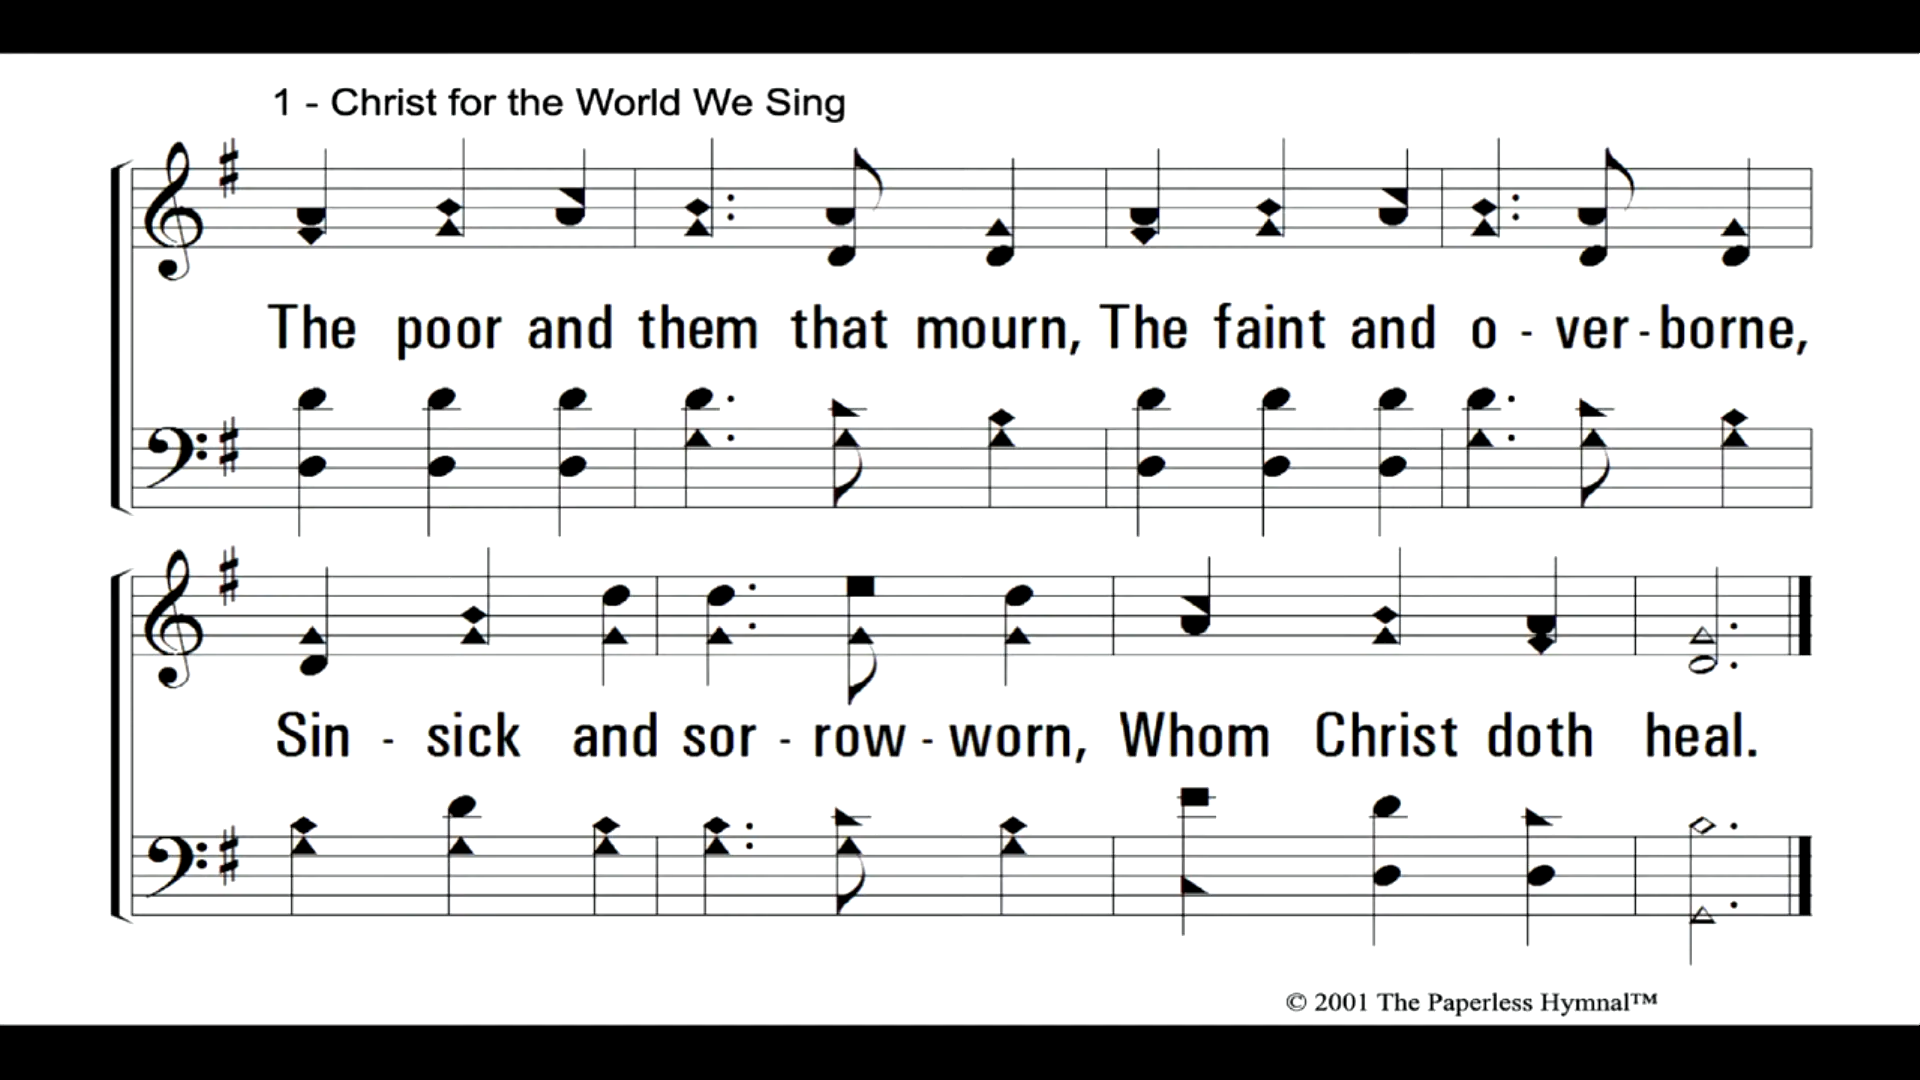 1 - Christ for the World We Sing
The poor and them that mourn, The faint and o - ver - borne,
Sin - sick and sor - row - worn, Whom Christ doth heal.
© 2001 The Paperless Hymnal™